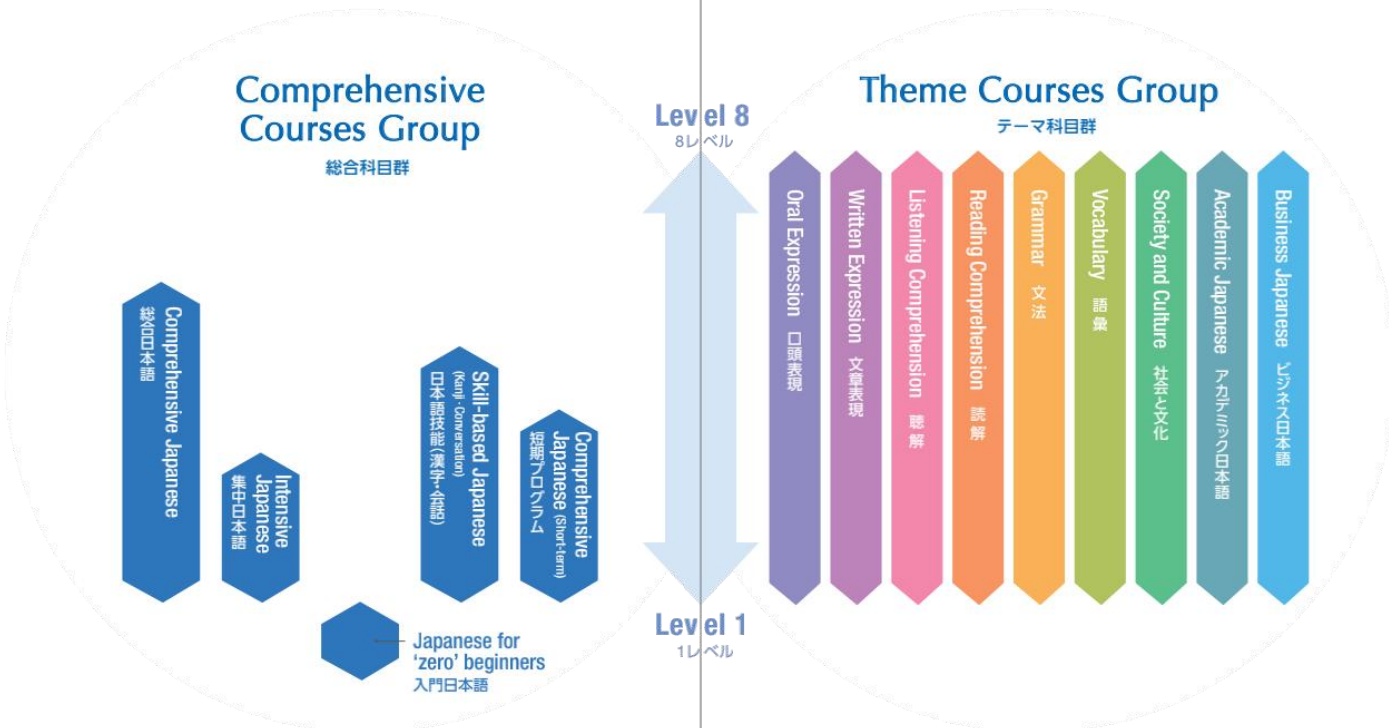 Comprehensive
Courses Group
総合科目群
Comprehensive Japanese
総合日本語
Intensive
Japanese
集中日本語
Japanese for
‘zero’ beginners
入門日本語
Skill-based Japanese
(Kanji・Conversation)
日本語技能(漢字・会話)
Comprehensive
Japanese (Short-term)
短期プログラム
Level 8
8レベル
Level 1
1レベル
Theme Courses Group
テーマ科目群
Oral Expression 口頭表現
Written Expression 文章表現
Listening Comprehension 聴解
Reading Comprehension 読解
Grammar 文法
Vocabulary 語彙
Society and Culture 社会と文化
Academic Japanese アカデミック日本語
Business Japanese ビジネス日本語